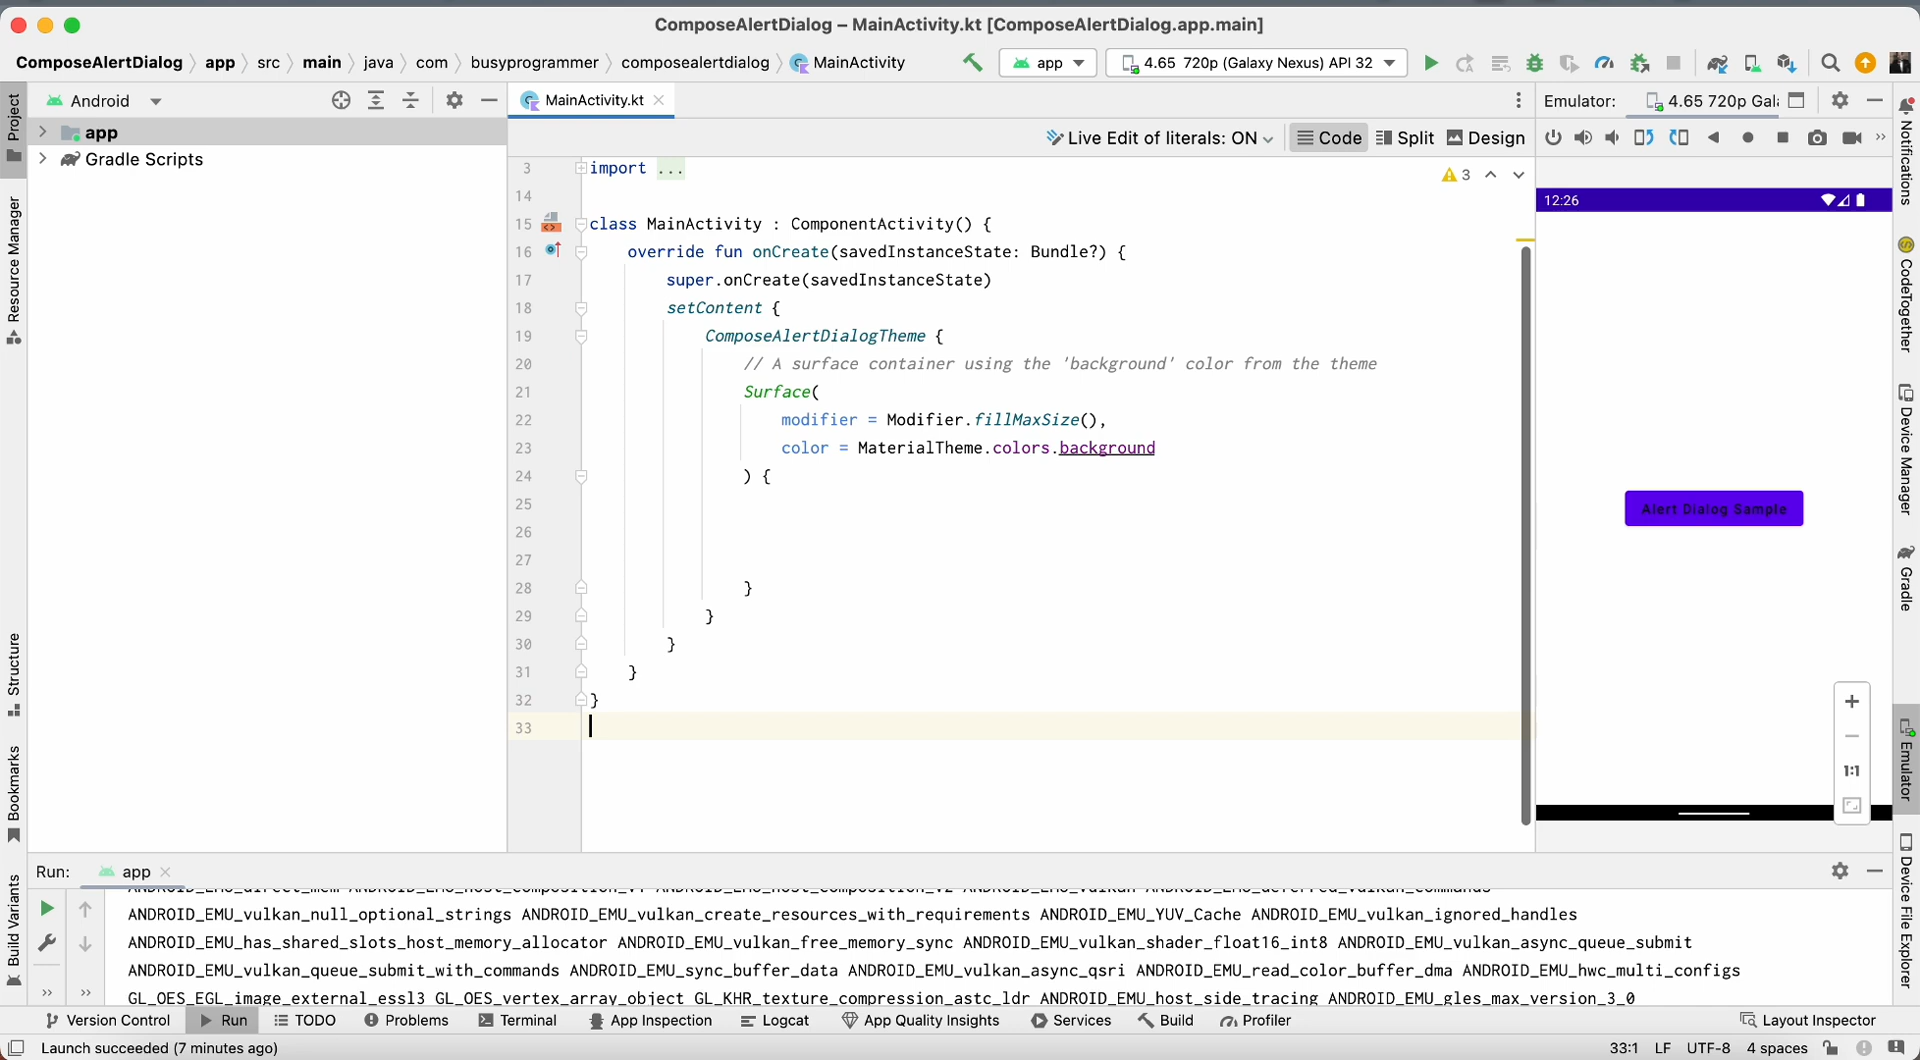 ComposeAlertDialog – MainActivity.kt [ComposeAlertDialog.app.main]
ComposeAlertDialog app src main java com busyprogrammer composealertdialog MainActivity app 4.65 720p (Galaxy Nexus) API 32
Android
MainActivity.kt
Emulator: 4.65 720p Gal
Live Edit of literals: ON Code Split Design
app
Gradle Scripts
3 import ...
3
14
15 class MainActivity : ComponentActivity() {
16 override fun onCreate(savedInstanceState: Bundle?) {
17 super.onCreate(savedInstanceState)
18 setContent {
19 ComposeAlertDialogTheme {
20 // A surface container using the 'background' color from the theme
21 Surface(
22 modifier = Modifier.fillMaxSize(),
23 color = MaterialTheme.colors.background
24 ) {
25
26
27
28 }
29 }
30 }
31 }
32 }
33
12:26
Alert Dialog Sample
1:1
Project
Resource Manager
Structure
Bookmarks
Build Variants
Notifications
CodeTogether
Device Manager
Gradle
Emulator
Device File Explorer
Run: app
ANDROID_EMU_direct_mem ANDROID_EMU_host_composition_v1 ANDROID_EMU_host_composition_v2 ANDROID_EMU_vulkan ANDROID_EMU_deferred_vulkan_commands
ANDROID_EMU_vulkan_null_optional_strings ANDROID_EMU_vulkan_create_resources_with_requirements ANDROID_EMU_YUV_Cache ANDROID_EMU_vulkan_ignored_handles
ANDROID_EMU_has_shared_slots_host_memory_allocator ANDROID_EMU_vulkan_free_memory_sync ANDROID_EMU_vulkan_shader_float16_int8 ANDROID_EMU_vulkan_async_queue_submit
ANDROID_EMU_vulkan_queue_submit_with_commands ANDROID_EMU_sync_buffer_data ANDROID_EMU_vulkan_async_qsri ANDROID_EMU_read_color_buffer_dma ANDROID_EMU_hwc_multi_configs
GL_OES_EGL_image_external_essl3 GL_OES_vertex_array_object GL_KHR_texture_compression_astc_ldr ANDROID_EMU_host_side_tracing ANDROID_EMU_gles_max_version_3_0
Version Control Run TODO Problems Terminal App Inspection Logcat App Quality Insights Services Build Profiler Layout Inspector
Launch succeeded (7 minutes ago) 33:1 LF UTF-8 4 spaces